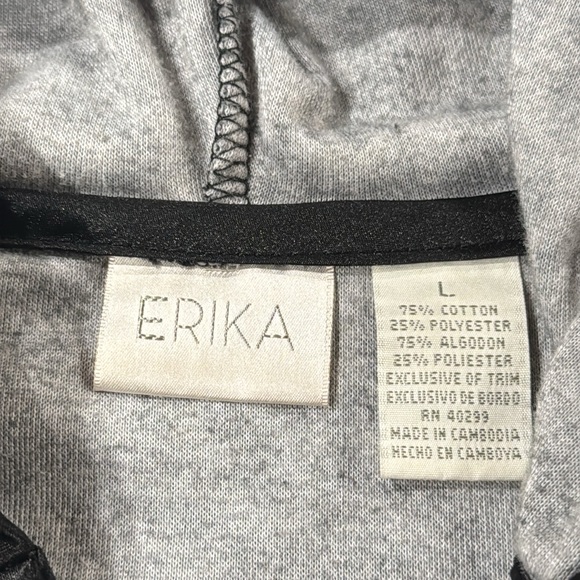 ERIKA
L
75% COTTON
25% POLYESTER
75% ALGODON
25% POLIESTER
EXCLUSIVE OF TRIM
EXCLUSIVO DE BORDO
RN 40299
MADE IN CAMBODIA
HECHO EN CAMBOYA